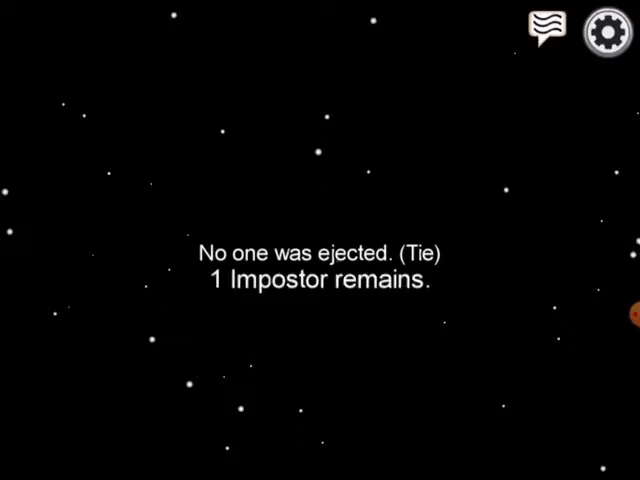 No one was ejected. (Tie)
1 Impostor remains.